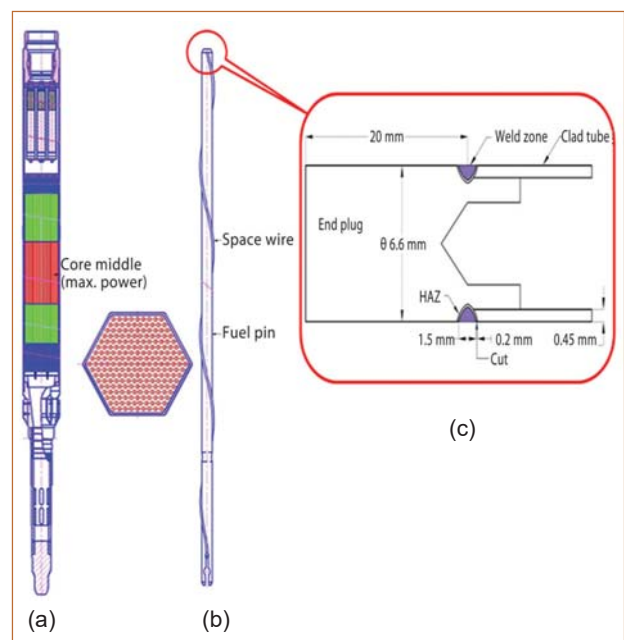 Core middle
(max. power)
Space wire
Fuel pin
20 mm
Weld zone
Clad tube
End plug
θ 6.6 mm
HAZ
1.5 mm
0.2 mm
0.45 mm
Cut
(a)
(b)
(c)